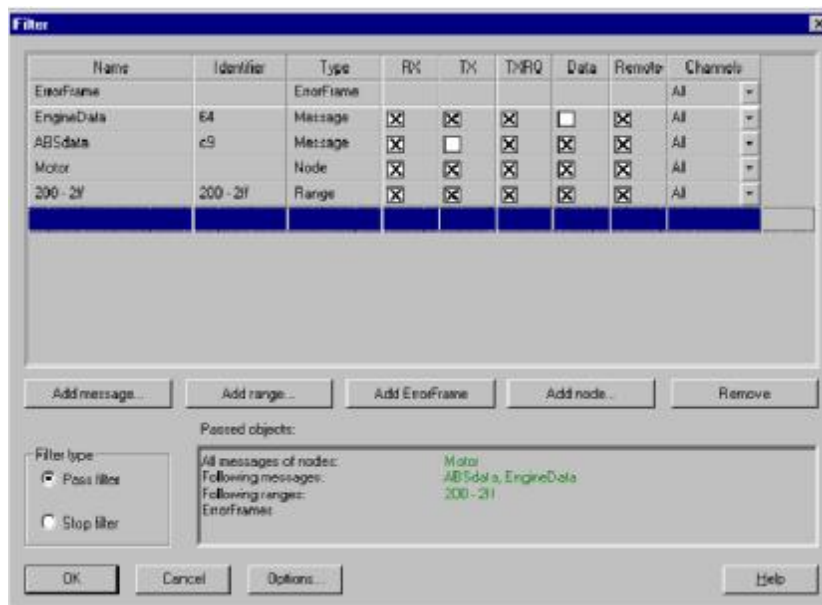 Filter
Name Identifier Type RX TX TXRQ Data Remote Channels
ErrorFrame ErrorFrame All
EngineData 64 Message All
ABSdata c9 Message All
Motor Node All
200 - 2ff 200 - 2ff Range All
Add message... Add range... Add ErrorFrame Add node... Remove
Passed objects:
Filter type
Pass filter
Stop filter
All messages of nodes: Motor
Following messages: ABSdata, EngineData
Following ranges: 200 - 2ff
ErrorFrames
OK Cancel Options... Help